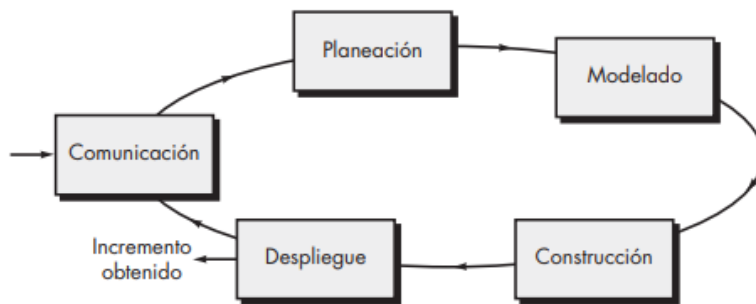 Planeación
Modelado
Comunicación
Incremento
obtenido
Despliegue
Construcción